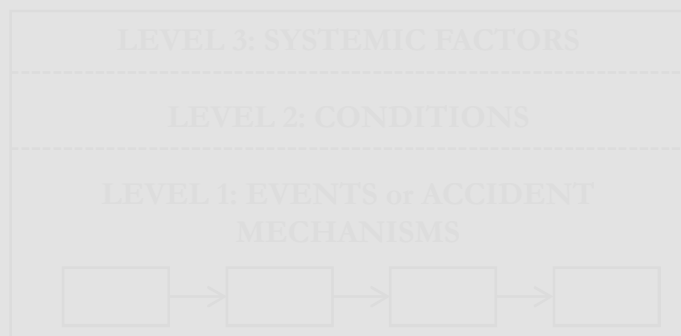 LEVEL 3: SYSTEMIC FACTORS
LEVEL 2: CONDITIONS
LEVEL 1: EVENTS or ACCIDENT
MECHANISMS